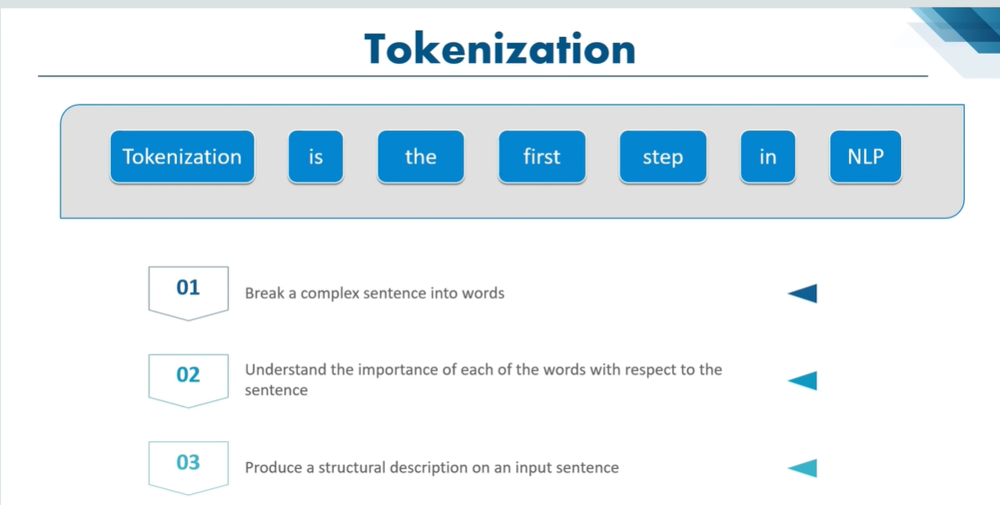 Tokenization
Tokenization is the first step in NLP
01
Break a complex sentence into words
02
Understand the importance of each of the words with respect to the
sentence
03
Produce a structural description on an input sentence